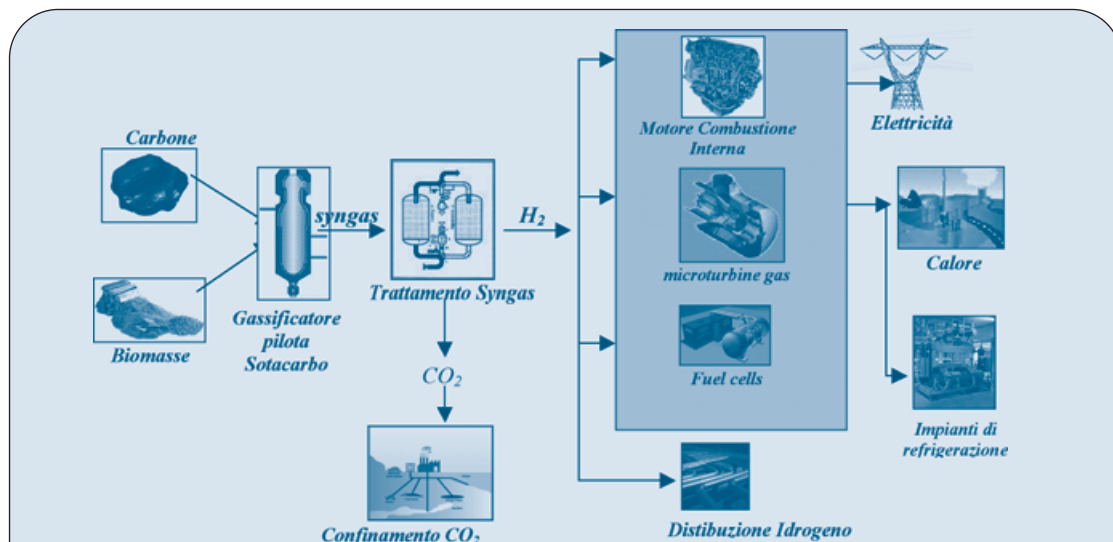 Carbone
Biomasse
Gassificatore
pilota
Sotacarbo
syngas
Trattamento Syngas
CO₂
Confinamento CO₂
H₂
Motore Combustione
Interna
microturbine gas
Fuel cells
Distibuzione Idrogeno
Elettricità
Calore
Impianti di
refrigerazione